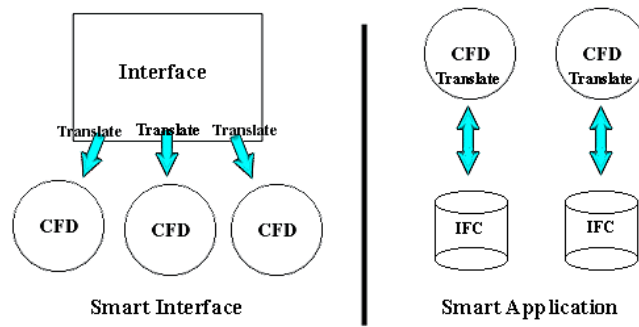 Interface
Translate Translate Translate
CFD CFD CFD
Smart Interface
CFD CFD
Translate Translate
IFC IFC
Smart Application